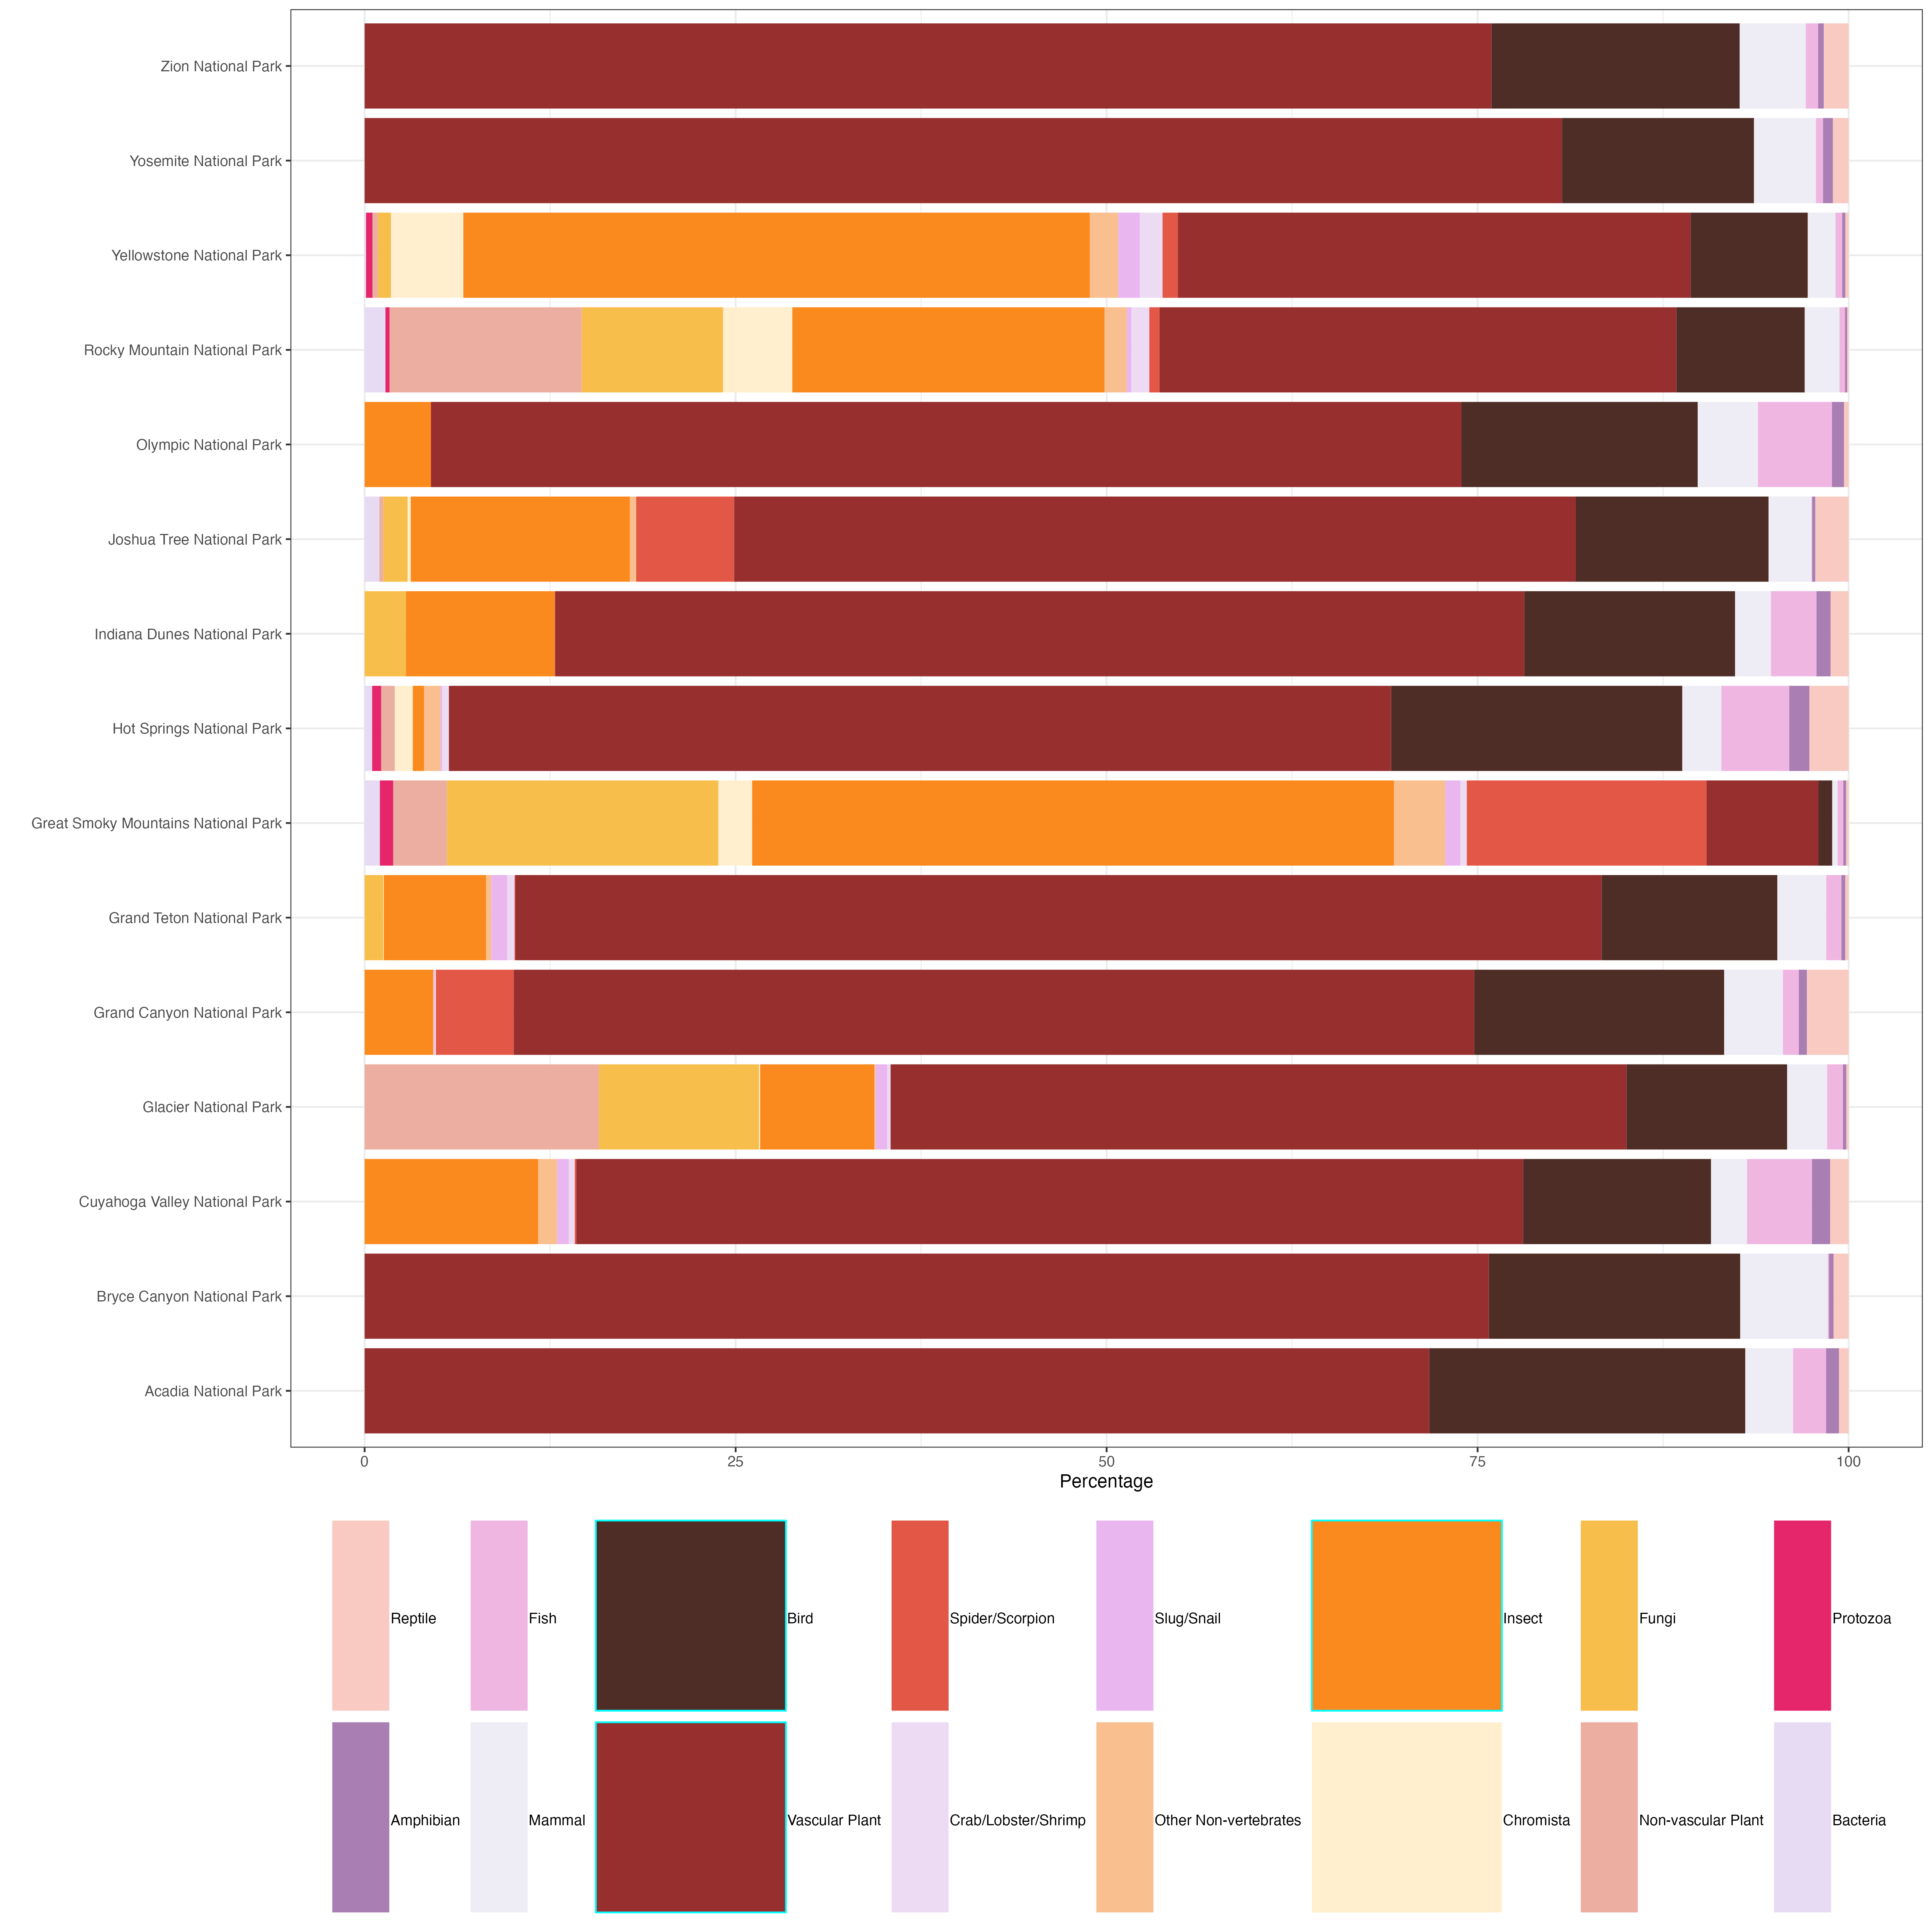 Zion National Park
Yosemite National Park
Yellowstone National Park
Rocky Mountain National Park
Olympic National Park
Joshua Tree National Park
Indiana Dunes National Park
Hot Springs National Park
Great Smoky Mountains National Park
Grand Teton National Park
Grand Canyon National Park
Glacier National Park
Cuyahoga Valley National Park
Bryce Canyon National Park
Acadia National Park
0 25 50 75 100
Percentage
Reptile Fish Bird Spider/Scorpion Slug/Snail Insect Fungi Protozoa
Amphibian Mammal Vascular Plant Crab/Lobster/Shrimp Other Non-vertebrates Chromista Non-vascular Plant Bacteria